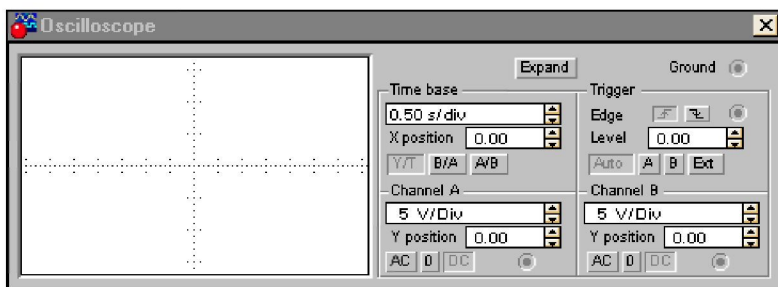 Oscilloscope
Expand
Ground
Time base
0.50 s/div
X position 0.00
Y/T B/A A/B
Trigger
Edge
Level 0.00
Auto A B Ext
Channel A
5 V/Div
Y position 0.00
AC 0 DC
Channel B
5 V/Div
Y position 0.00
AC 0 DC